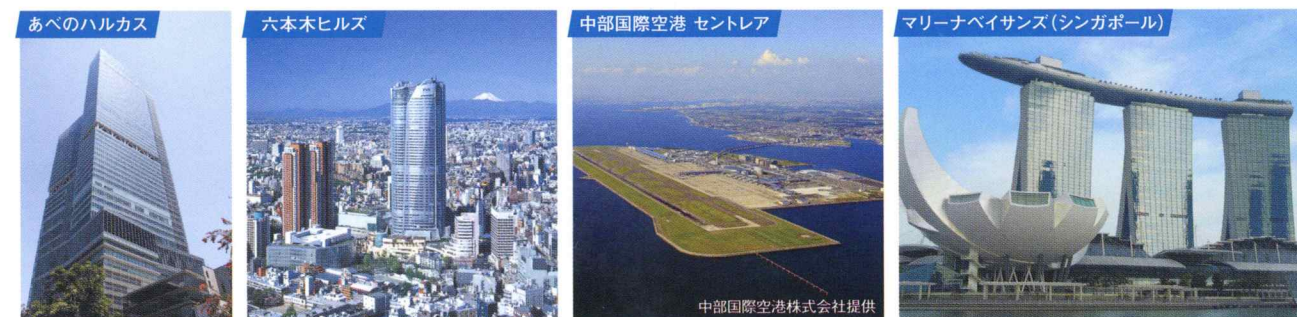 あべのハルカス
六本木ヒルズ
中部国際空港 セントレア
マリーナベイサンズ(シンガポール)
中部国際空港株式会社提供